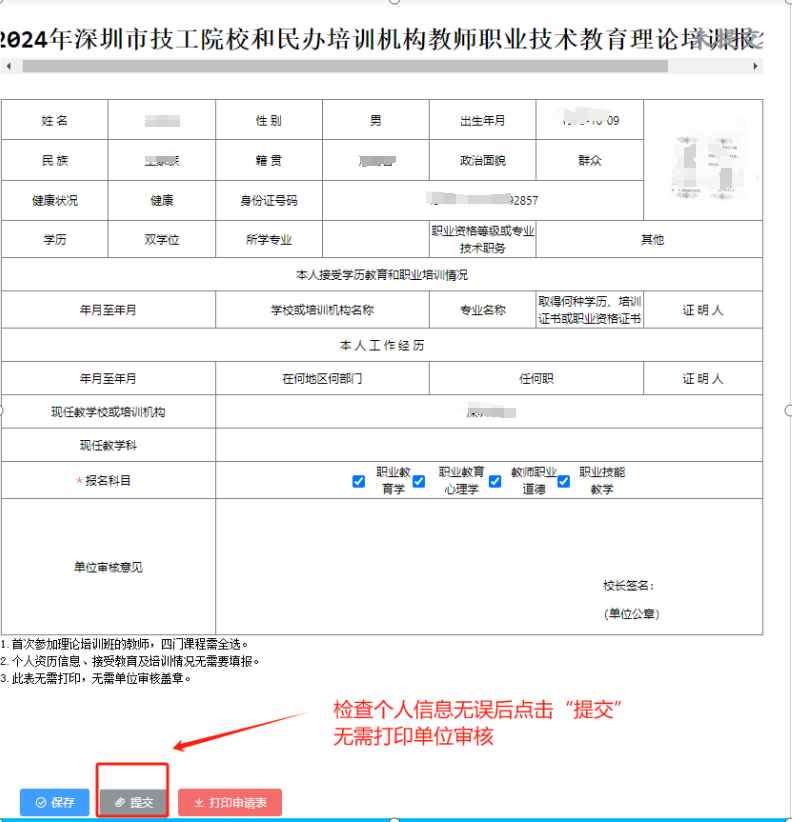 2024年深圳市技工院校和民办培训机构教师职业技术教育理论培训报
姓 名
性 别
男
出生年月
10-09
民 族
族
籍 贯
政治面貌
群众
健康状况
健康
身份证号码
92857
学历
双学位
所学专业
职业资格等级或专业
技术职务
其他
本人接受学历教育和职业培训情况
年月至年月
学校或培训机构名称
专业名称
取得何种学历、培训
证书或职业资格证书
证 明 人
本 人 工 作 经 历
年月至年月
在何地区何部门
任何职
证 明 人
现任教学校或培训机构
现任教学科
*报名科目
职业教
育学
职业教育
心理学
教师职业
道德
职业技能
教学
单位审核意见
校长签名：
(单位公章)
1. 首次参加理论培训班的教师，四门课程需全选。
2. 个人资历信息、接受教育及培训情况无需要填报。
3. 此表无需打印，无需单位审核盖章。
检查个人信息无误后点击“提交”
无需打印单位审核
保存
提交
打印申请表